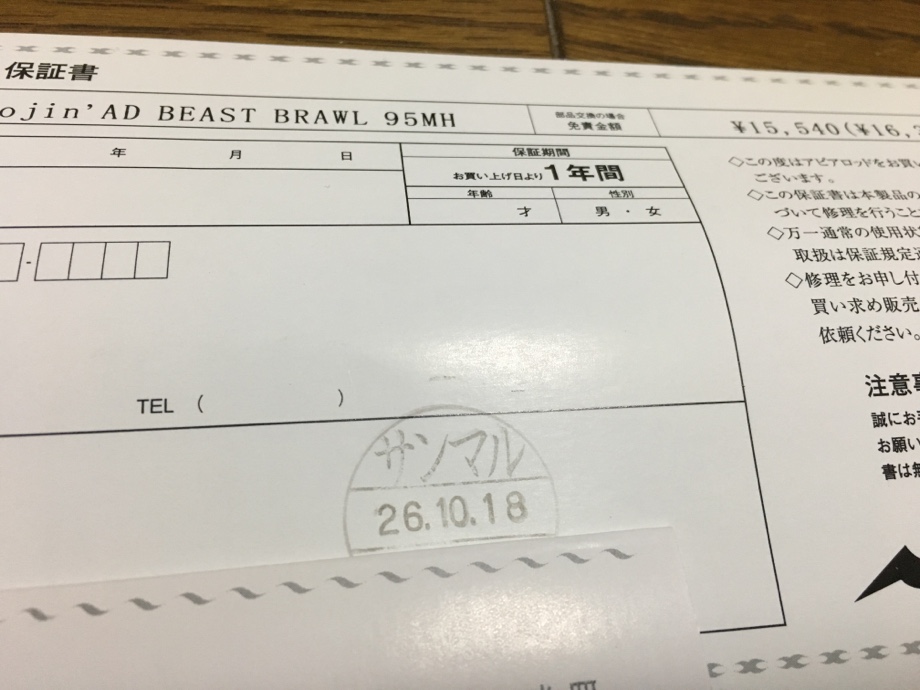 保証書
ojin'AD BEAST BRAWL 95MH
部品交換の場合
免責金額
¥15,540(¥16,
年 月 日
保証期間
お買い上げ日より1年間
年齢 性別
才 男・女
-
TEL ( )
サンマル
26.10.18
◇この度はアピアロッドをお買い
ございます。
◇この保証書は本製品の
づいて修理を行うこと
◇万一通常の使用状
取扱は保証規定
◇修理をお申し付
買い求め販売
依頼ください。
注意事
誠にお
お願い
書は無